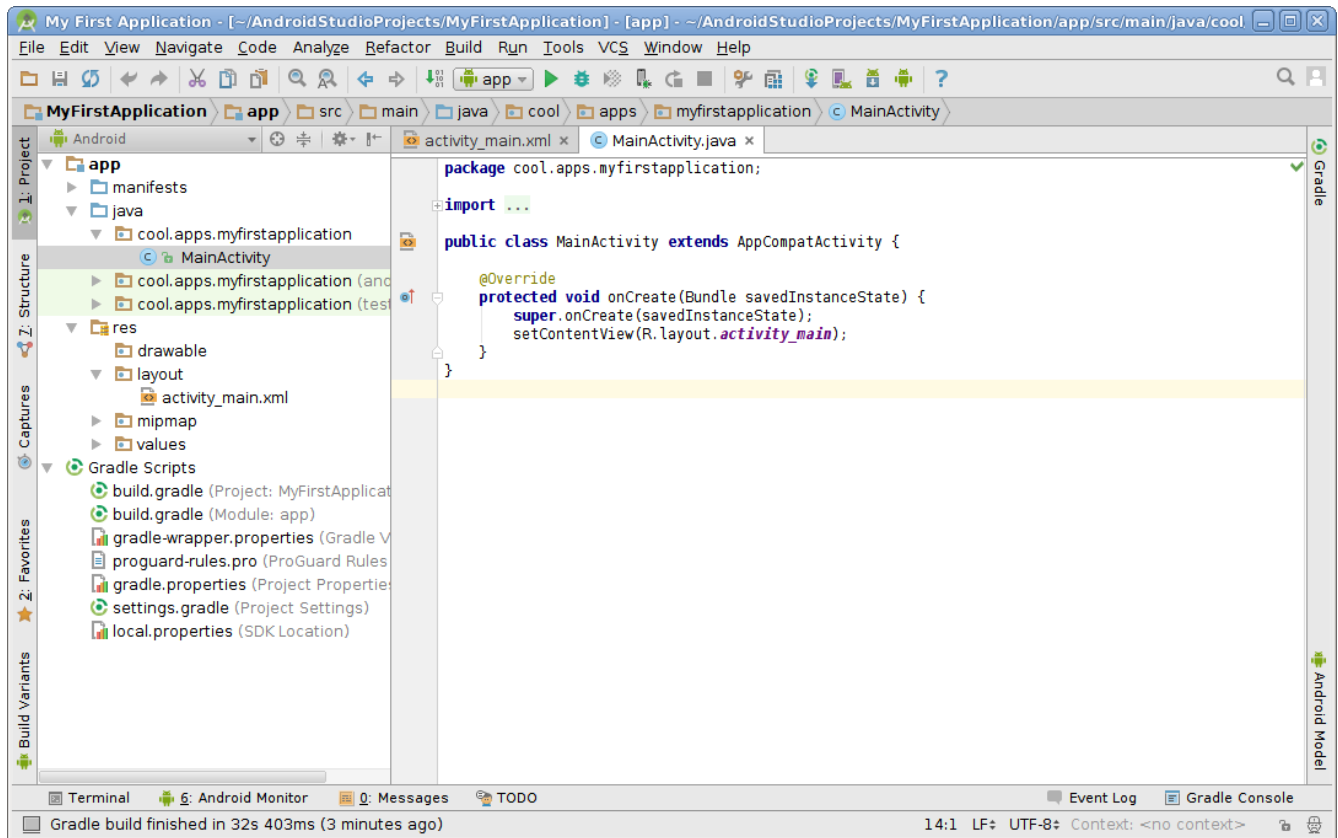 My First Application - [~/AndroidStudioProjects/MyFirstApplication] - [app] - ~/AndroidStudioProjects/MyFirstApplication/app/src/main/java/cool
File Edit View Navigate Code Analyze Refactor Build Run Tools VCS Window Help
app
MyFirstApplication app src main java cool apps myfirstapplication MainActivity
1: Project
7: Structure
Captures
2: Favorites
Build Variants
Android
app
manifests
java
cool.apps.myfirstapplication
MainActivity
cool.apps.myfirstapplication (and
cool.apps.myfirstapplication (test
res
drawable
layout
activity_main.xml
mipmap
values
Gradle Scripts
build.gradle (Project: MyFirstApplicat
build.gradle (Module: app)
gradle-wrapper.properties (Gradle V
proguard-rules.pro (ProGuard Rules
gradle.properties (Project Properties
settings.gradle (Project Settings)
local.properties (SDK Location)
activity_main.xml × MainActivity.java ×
package cool.apps.myfirstapplication;
import ...
public class MainActivity extends AppCompatActivity {
@Override
protected void onCreate(Bundle savedInstanceState) {
super.onCreate(savedInstanceState);
setContentView(R.layout.activity_main);
}
}
Gradle
Android Model
Terminal 6: Android Monitor 0: Messages TODO Event Log Gradle Console
Gradle build finished in 32s 403ms (3 minutes ago) 14:1 LF UTF-8 Context: <no context>